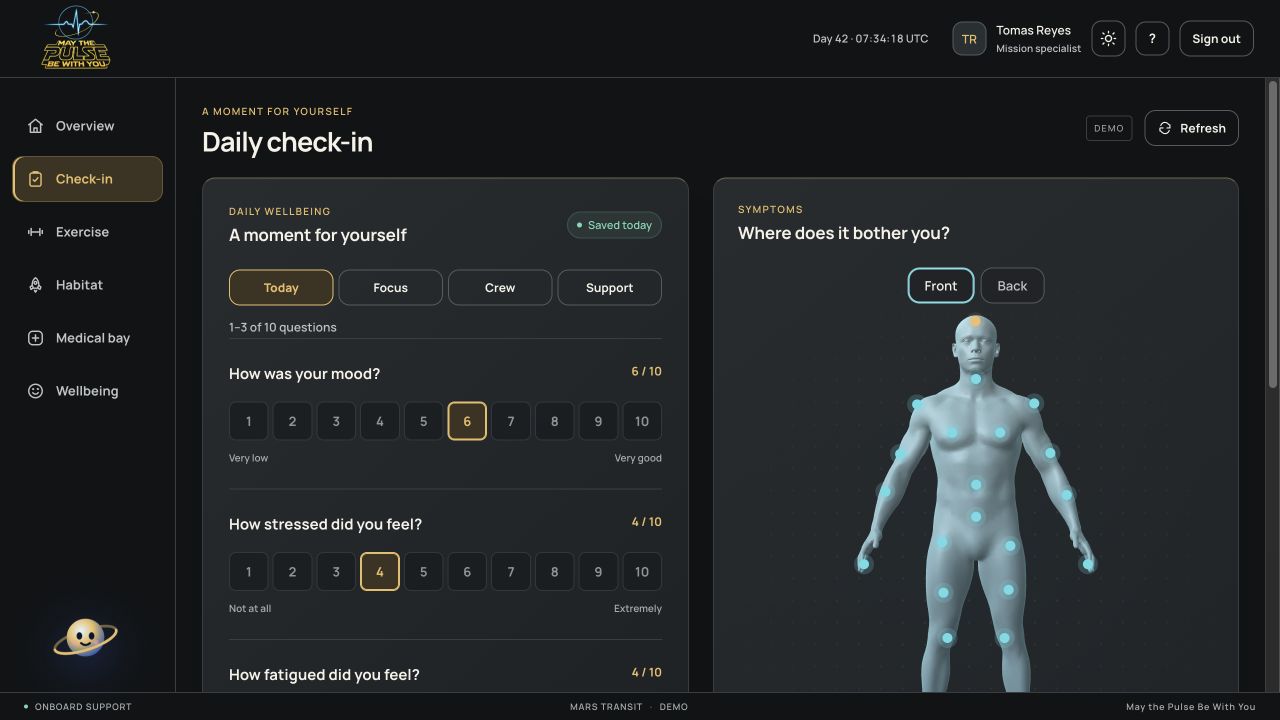 MAY THE
PULSE
BE WITH YOU
Day 42 · 07:34:18 UTC
TR
Tomas Reyes
Mission specialist
?
Sign out
Overview
Check-in
Exercise
Habitat
Medical bay
Wellbeing
A MOMENT FOR YOURSELF
Daily check-in
DEMO
Refresh
DAILY WELLBEING
A moment for yourself
Saved today
Today
Focus
Crew
Support
1–3 of 10 questions
How was your mood?
6 / 10
1 2 3 4 5 6 7 8 9 10
Very low
Very good
How stressed did you feel?
4 / 10
1 2 3 4 5 6 7 8 9 10
Not at all
Extremely
How fatigued did you feel?
4 / 10
SYMPTOMS
Where does it bother you?
Front
Back
ONBOARD SUPPORT
MARS TRANSIT · DEMO
May the Pulse Be With You